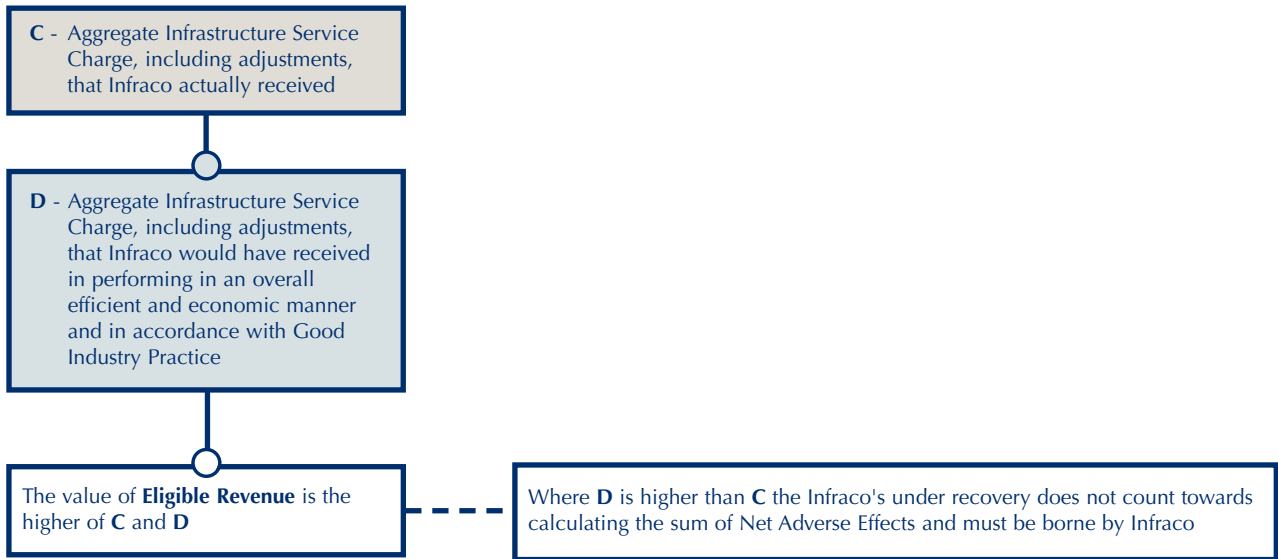 C - Aggregate Infrastructure Service
Charge, including adjustments,
that Infraco actually received
D - Aggregate Infrastructure Service
Charge, including adjustments,
that Infraco would have received
in performing in an overall
efficient and economic manner
and in accordance with Good
Industry Practice
The value of Eligible Revenue is the
higher of C and D
Where D is higher than C the Infraco's under recovery does not count towards
calculating the sum of Net Adverse Effects and must be borne by Infraco